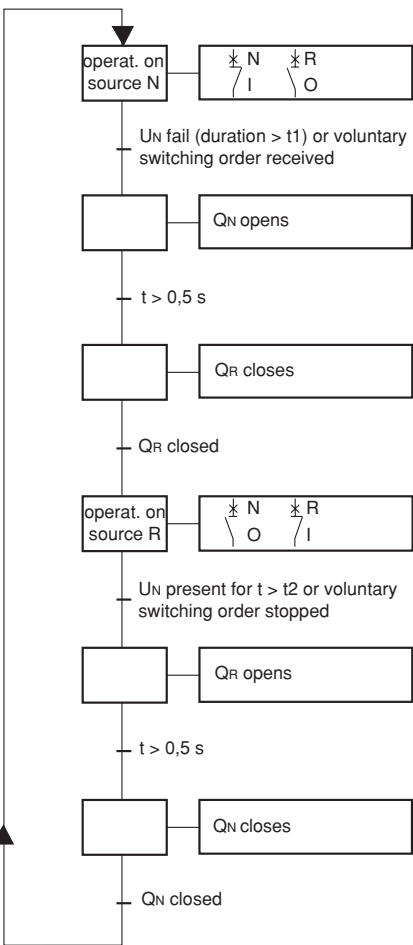 operat. on
source N
N R
I O
UN fail (duration > t1) or voluntary
switching order received
QN opens
t > 0,5 s
QR closes
QR closed
operat. on
source R
N R
O I
UN present for t > t2 or voluntary
switching order stopped
QR opens
t > 0,5 s
QN closes
QN closed